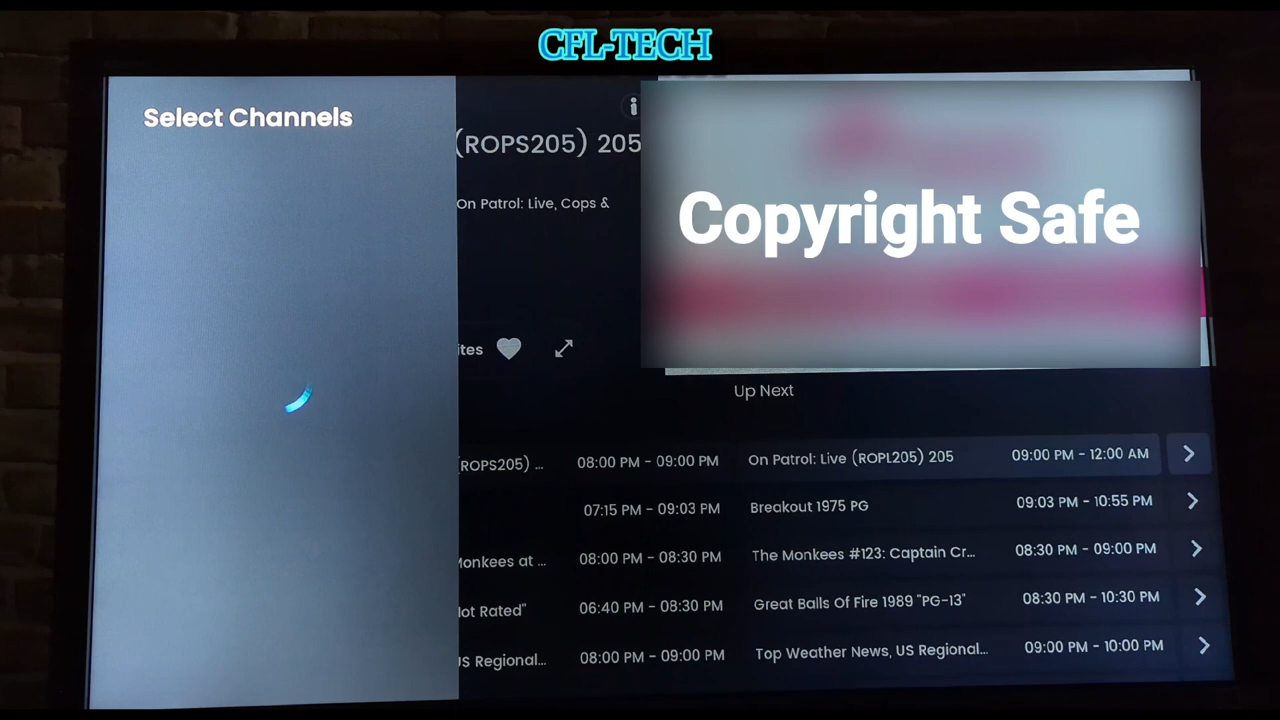 CFL-TECH
Select Channels
(ROPS205) 205
On Patrol: Live, Cops &
Copyright Safe
ites
Up Next
(ROPS205) ... 08:00 PM - 09:00 PM On Patrol: Live (ROPL205) 205 09:00 PM - 12:00 AM
07:15 PM - 09:03 PM Breakout 1975 PG 09:03 PM - 10:55 PM
Monkees at ... 08:00 PM - 08:30 PM The Monkees #123: Captain Cr... 08:30 PM - 09:00 PM
lot Rated" 06:40 PM - 08:30 PM Great Balls Of Fire 1989 "PG-13" 08:30 PM - 10:30 PM
US Regional... 08:00 PM - 09:00 PM Top Weather News, US Regional... 09:00 PM - 10:00 PM